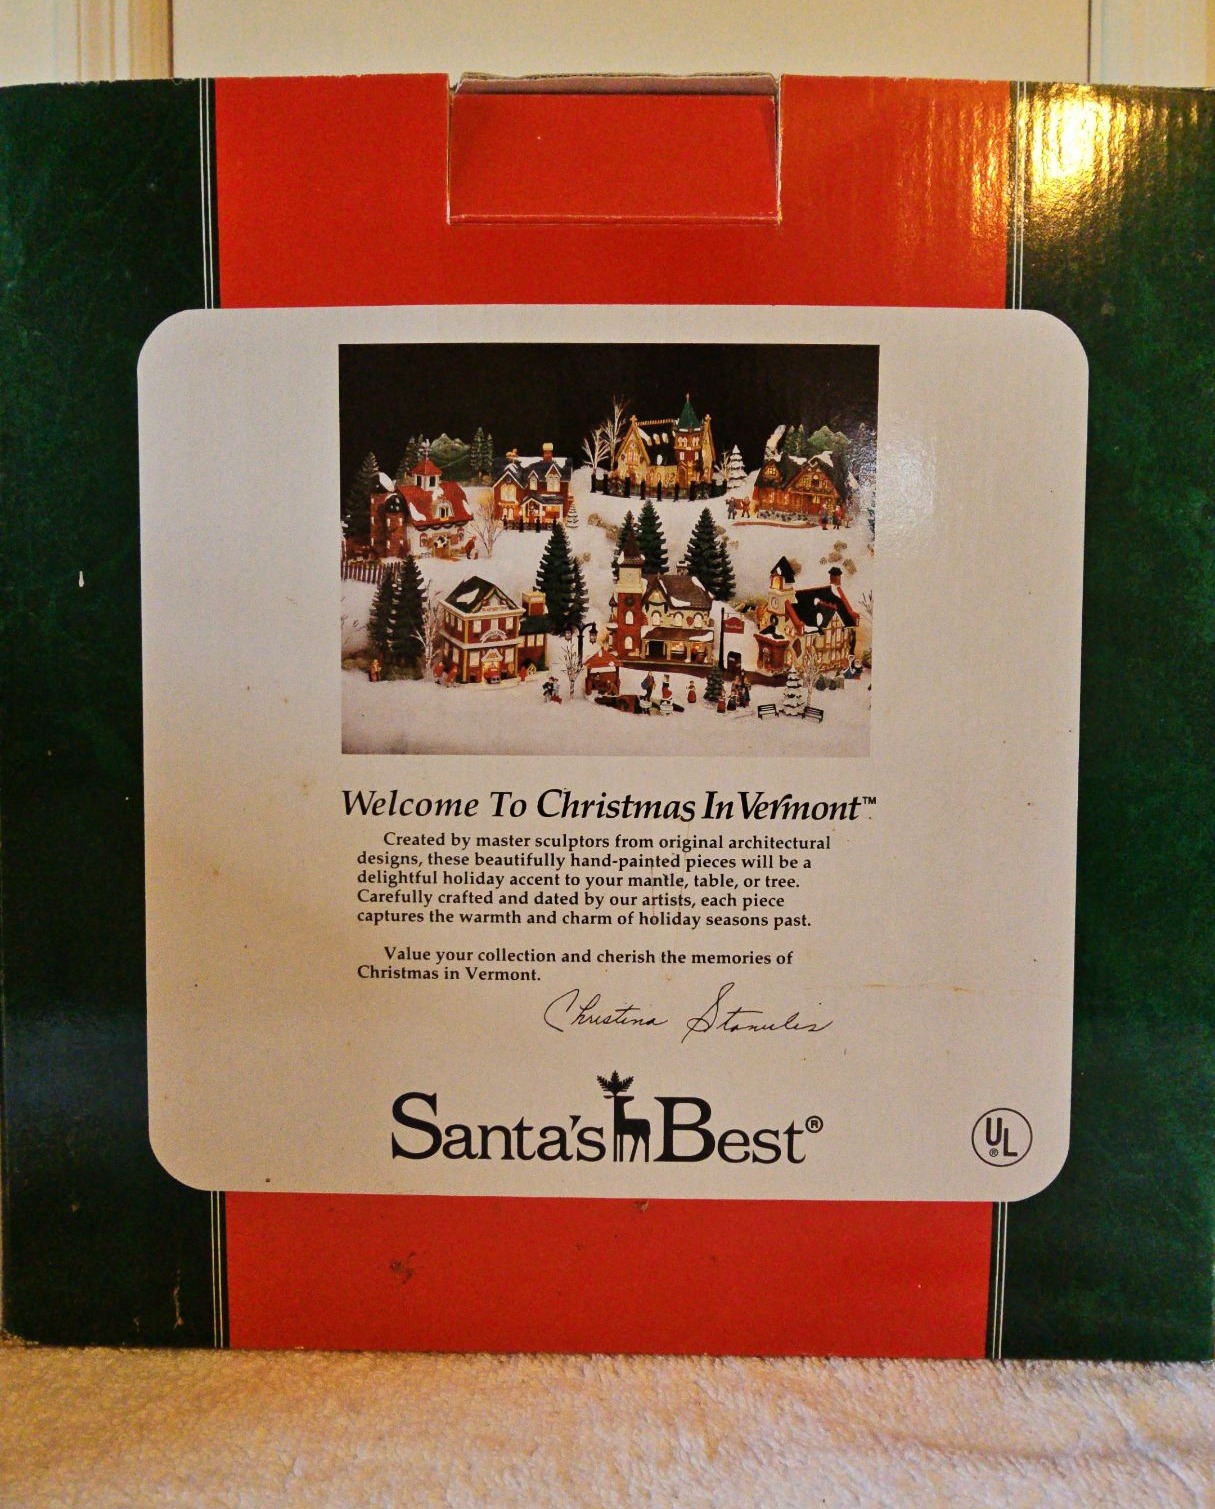 Welcome To Christmas In Vermont™
Created by master sculptors from original architectural
designs, these beautifully hand-painted pieces will be a
delightful holiday accent to your mantle, table, or tree.
Carefully crafted and dated by our artists, each piece
captures the warmth and charm of holiday seasons past.
Value your collection and cherish the memories of
Christmas in Vermont.
Christina Stanules
Santa's Best®
UL®